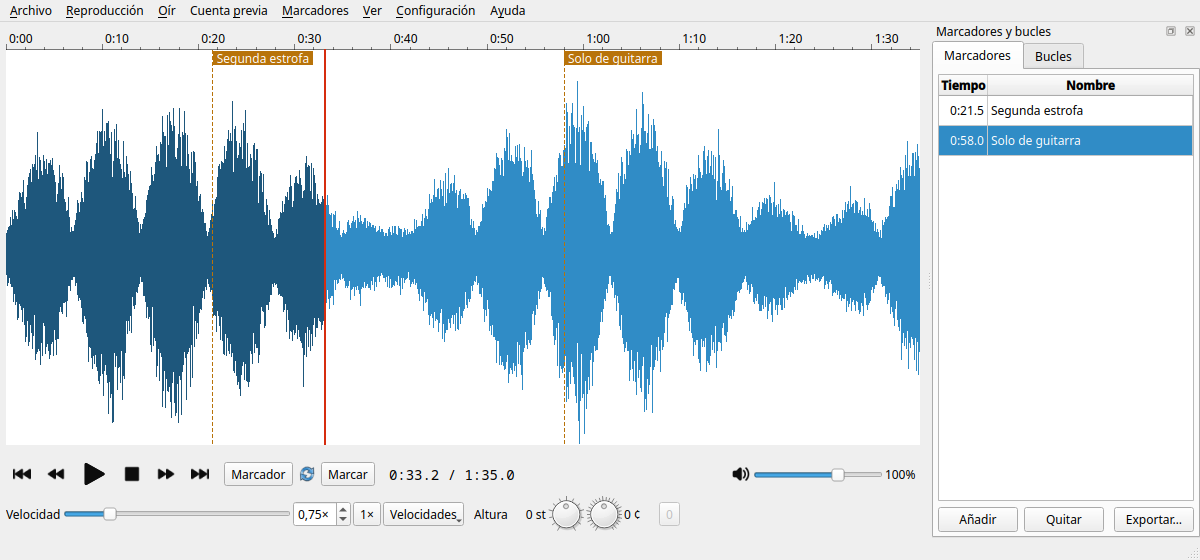 Archivo Reproducción Oír Cuenta previa Marcadores Ver Configuración Ayuda
0:00 0:10 0:20 0:30 0:40 0:50 1:00 1:10 1:20 1:30
Segunda estrofa Solo de guitarra
Marcador Marcar 0:33.2 / 1:35.0 100%
Velocidad 0,75× 1× Velocidades Altura 0 st 0 ¢ 0
Marcadores y bucles
Marcadores Bucles
Tiempo Nombre
0:21.5 Segunda estrofa
0:58.0 Solo de guitarra
Añadir Quitar Exportar...